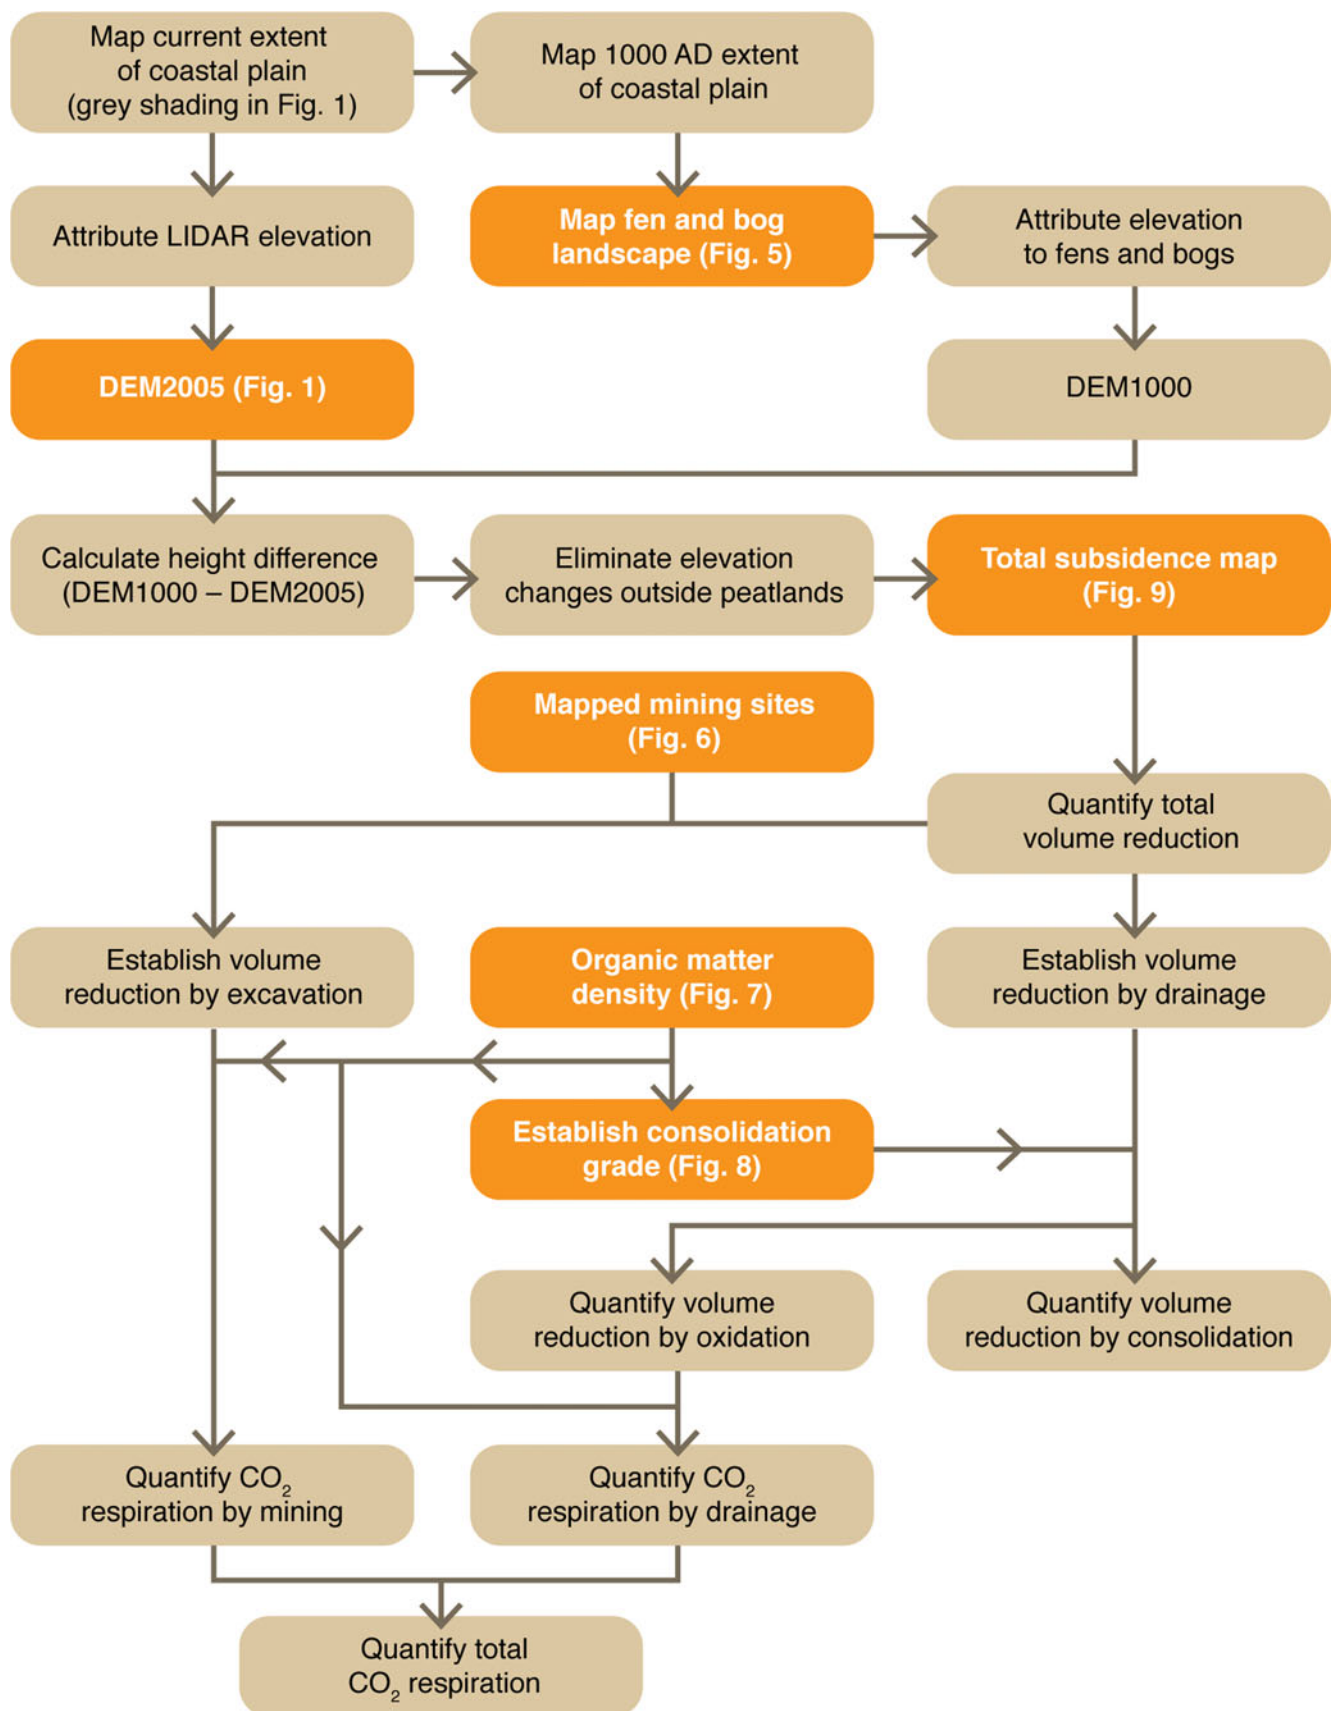 Map current extent
of coastal plain
(grey shading in Fig. 1)
Map 1000 AD extent
of coastal plain
Attribute LIDAR elevation
Map fen and bog
landscape (Fig. 5)
Attribute elevation
to fens and bogs
DEM2005 (Fig. 1)
DEM1000
Calculate height difference
(DEM1000 – DEM2005)
Eliminate elevation
changes outside peatlands
Total subsidence map
(Fig. 9)
Mapped mining sites
(Fig. 6)
Quantify total
volume reduction
Establish volume
reduction by excavation
Organic matter
density (Fig. 7)
Establish volume
reduction by drainage
Establish consolidation
grade (Fig. 8)
Quantify volume
reduction by oxidation
Quantify volume
reduction by consolidation
Quantify CO₂
respiration by mining
Quantify CO₂
respiration by drainage
Quantify total
CO₂ respiration